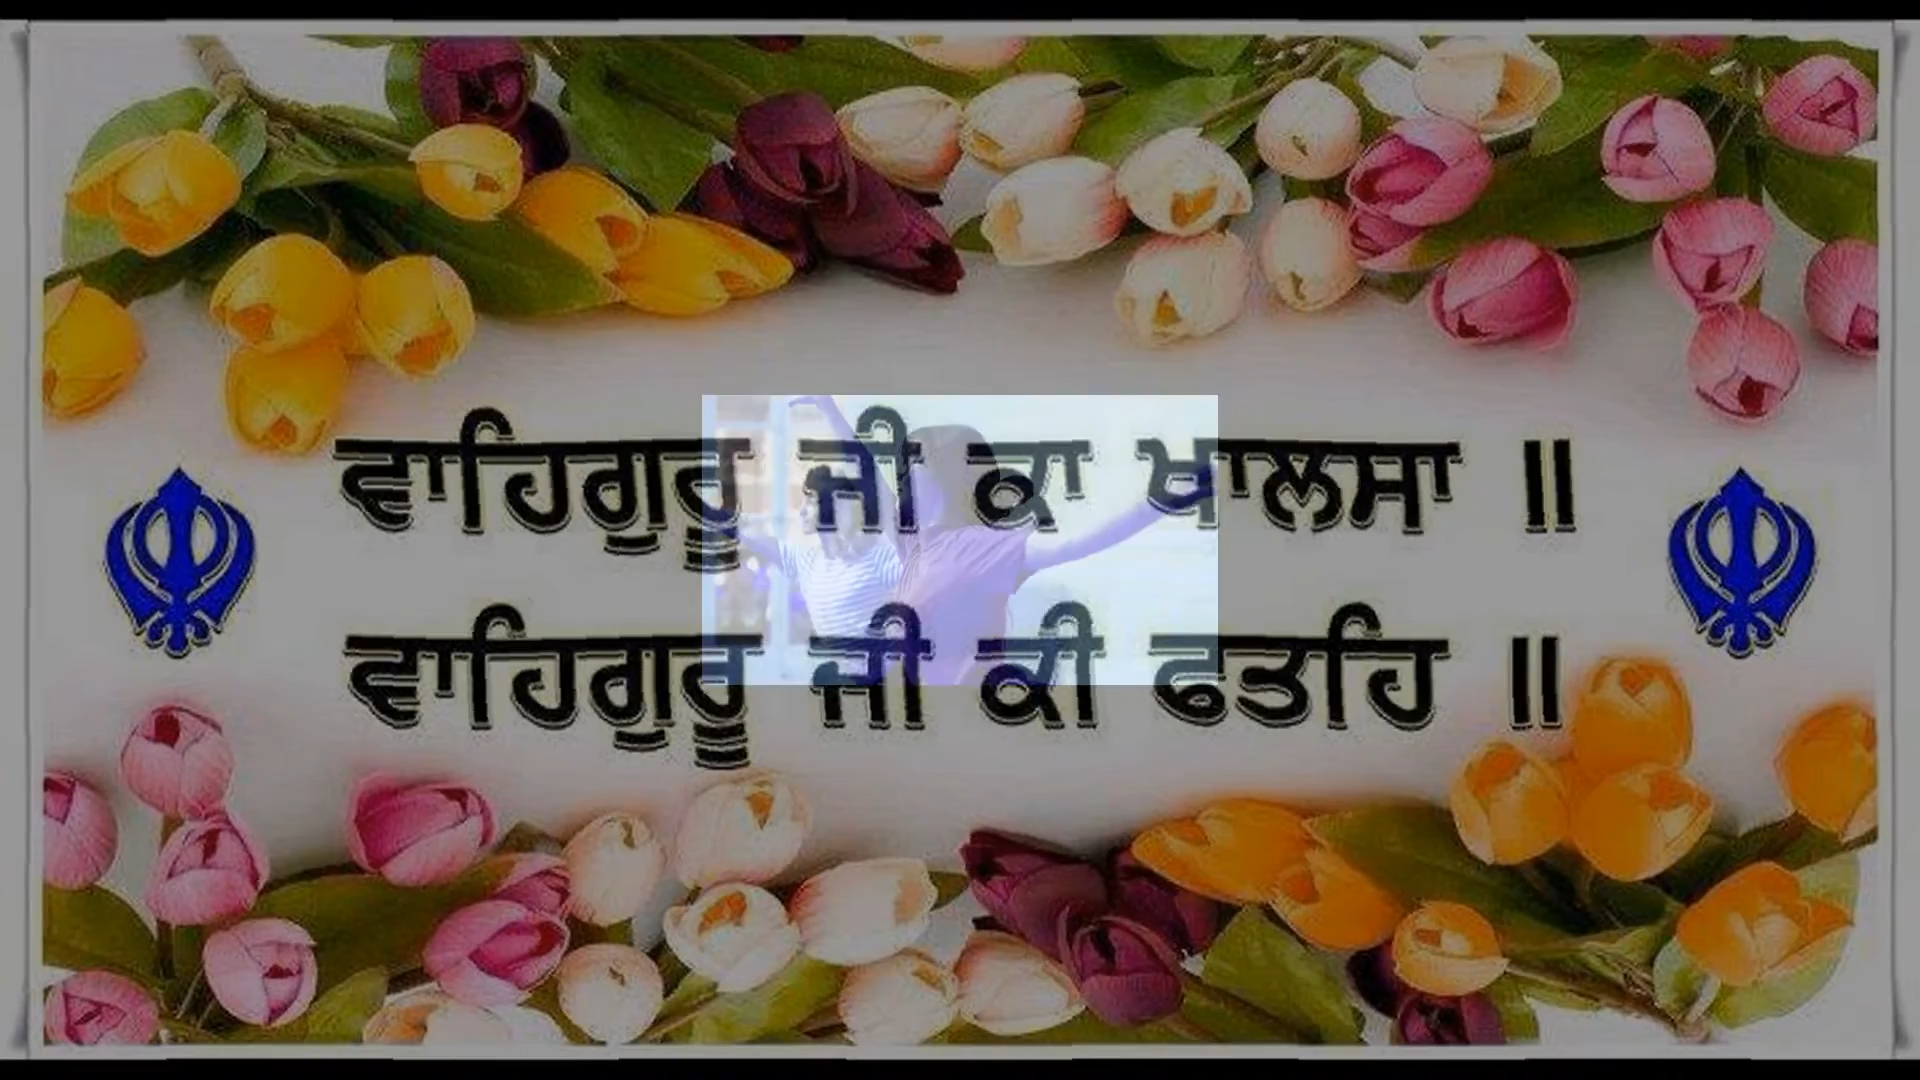 ਵਾਹਿਗੁਰੂ ਜੀ ਕਾ ਖਾਲਸਾ ॥
ਵਾਹਿਗੁਰੂ ਜੀ ਕੀ ਫਤਹਿ ॥